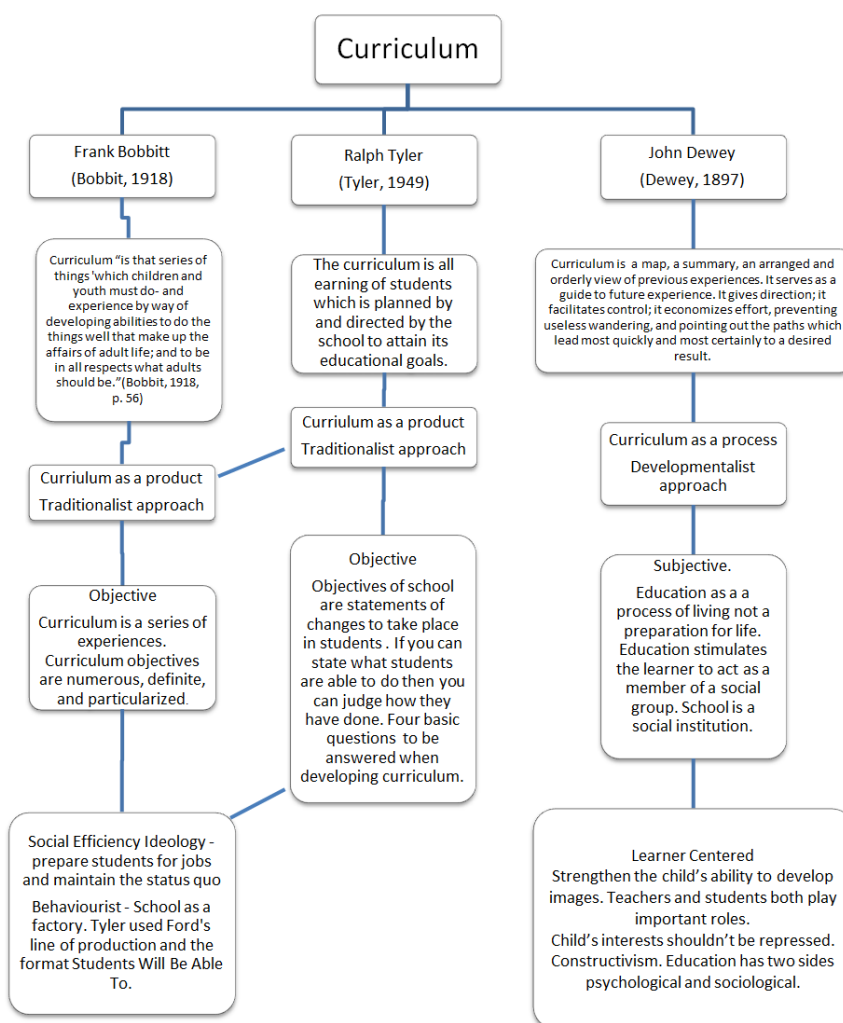 Curriculum
Frank Bobbitt
(Bobbit, 1918)
Curriculum “is that series of
things 'which children and
youth must do- and
experience by way of
developing abilities to do the
things well that make up the
affairs of adult life; and to be
in all respects what adults
should be.”(Bobbit, 1918,
p. 56)
Curriulum as a product
Traditionalist approach
Objective
Curriculum is a series of
experiences.
Curriculum objectives
are numerous, definite,
and particularized.
Social Efficiency Ideology -
prepare students for jobs
and maintain the status quo
Behaviourist - School as a
factory. Tyler used Ford's
line of production and the
format Students Will Be Able
To.
Ralph Tyler
(Tyler, 1949)
The curriculum is all
earning of students
which is planned by
and directed by the
school to attain its
educational goals.
Curriulum as a product
Traditionalist approach
Objective
Objectives of school
are statements of
changes to take place
in students . If you can
state what students
are able to do then you
can judge how they
have done. Four basic
questions to be
answered when
developing curriculum.
John Dewey
(Dewey, 1897)
Curriculum is a map, a summary, an arranged and
orderly view of previous experiences. It serves as a
guide to future experience. It gives direction; it
facilitates control; it economizes effort, preventing
useless wandering, and pointing out the paths which
lead most quickly and most certainly to a desired
result.
Curriculum as a process
Developmentalist
approach
Subjective.
Education as a a
process of living not a
preparation for life.
Education stimulates
the learner to act as a
member of a social
group. School is a
social institution.
Learner Centered
Strengthen the child’s ability to develop
images. Teachers and students both play
important roles.
Child’s interests shouldn’t be repressed.
Constructivism. Education has two sides
psychological and sociological.